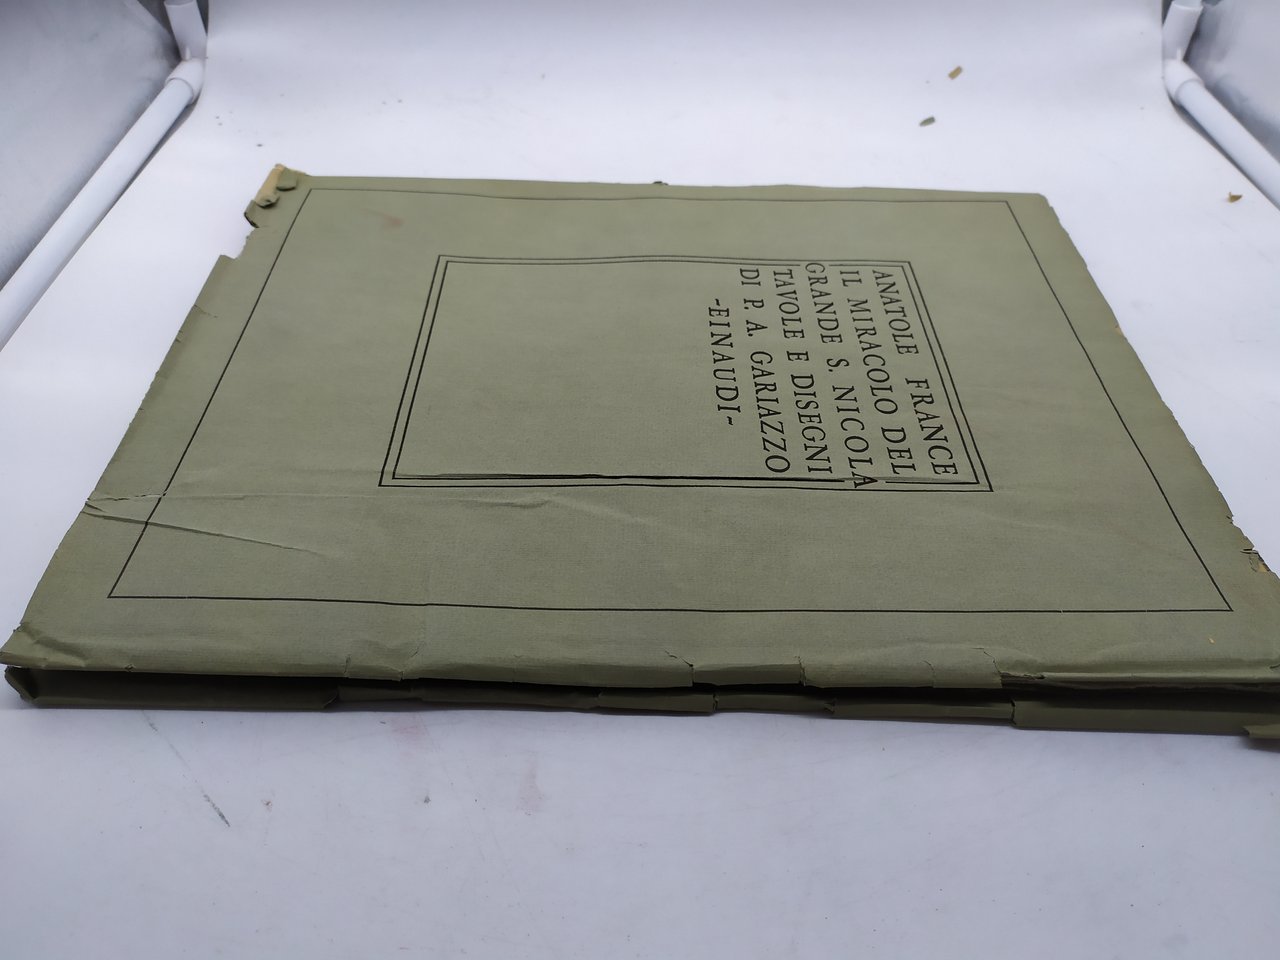 ANATOLE FRANCE
IL MIRACOLO DEL
GRANDE S. NICOLA
TAVOLE E DISEGNI
DI P. A. GARIAZZO
-EINAUDI-